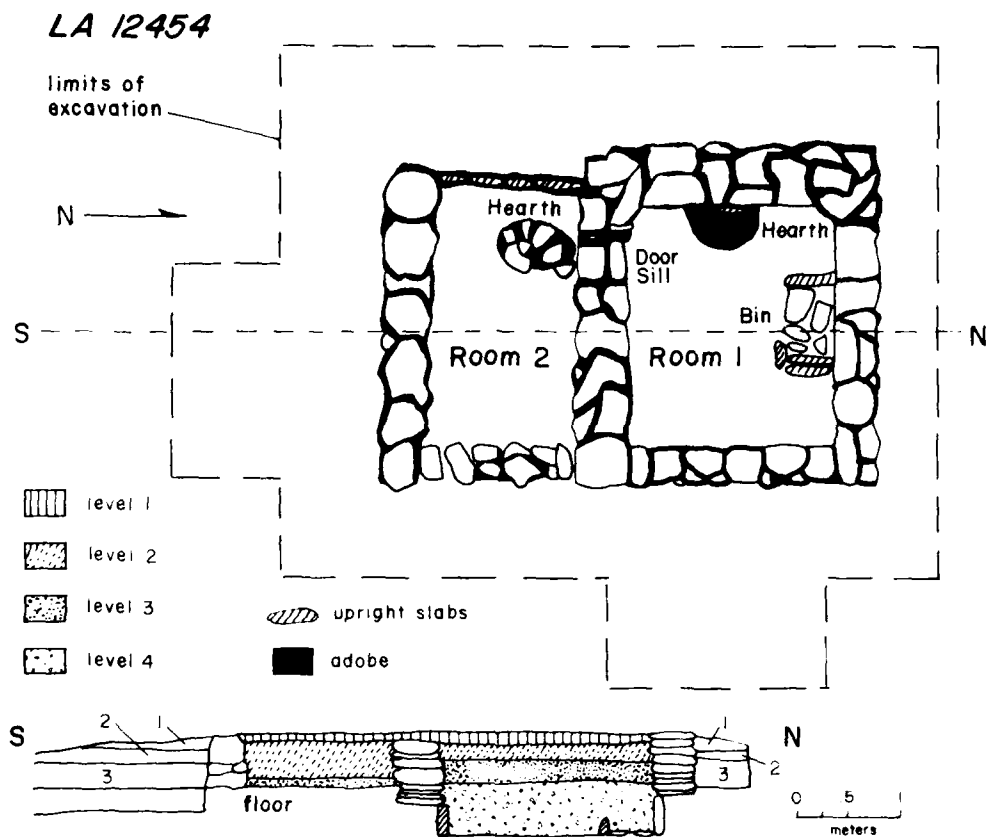 LA 12454
limits of
excavation
N
Hearth
Hearth
Door
Sill
Bin
S
N
Room 2
Room 1
level 1
level 2
level 3
level 4
upright slabs
adobe
S
2
1
3
floor
1
2
3
N
0 .5 1
meters